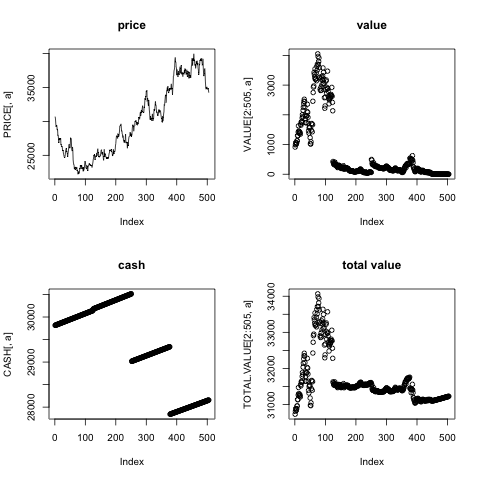 price
PRICE[, a]
25000
35000
0 100 200 300 400 500
Index
value
VALUE[2:505, a]
0
1000
3000
0 100 200 300 400 500
Index
cash
CASH[, a]
28000
29000
30000
0 100 200 300 400 500
Index
total value
TOTAL.VALUE[2:505, a]
31000
32000
33000
34000
0 100 200 300 400 500
Index